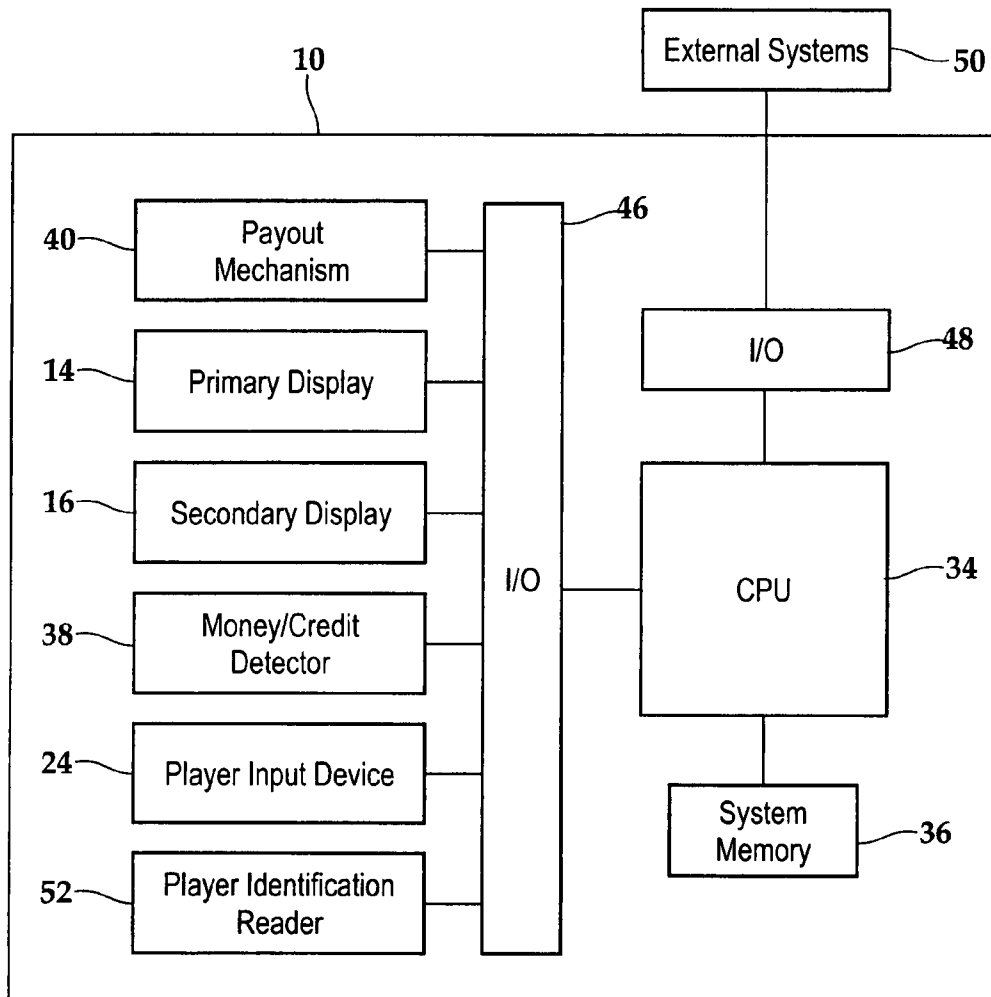 External Systems
50
10
40
Payout
Mechanism
46
14
Primary Display
I/O
48
16
Secondary Display
I/O
CPU
34
38
Money/Credit
Detector
24
Player Input Device
System
Memory
36
52
Player Identification
Reader